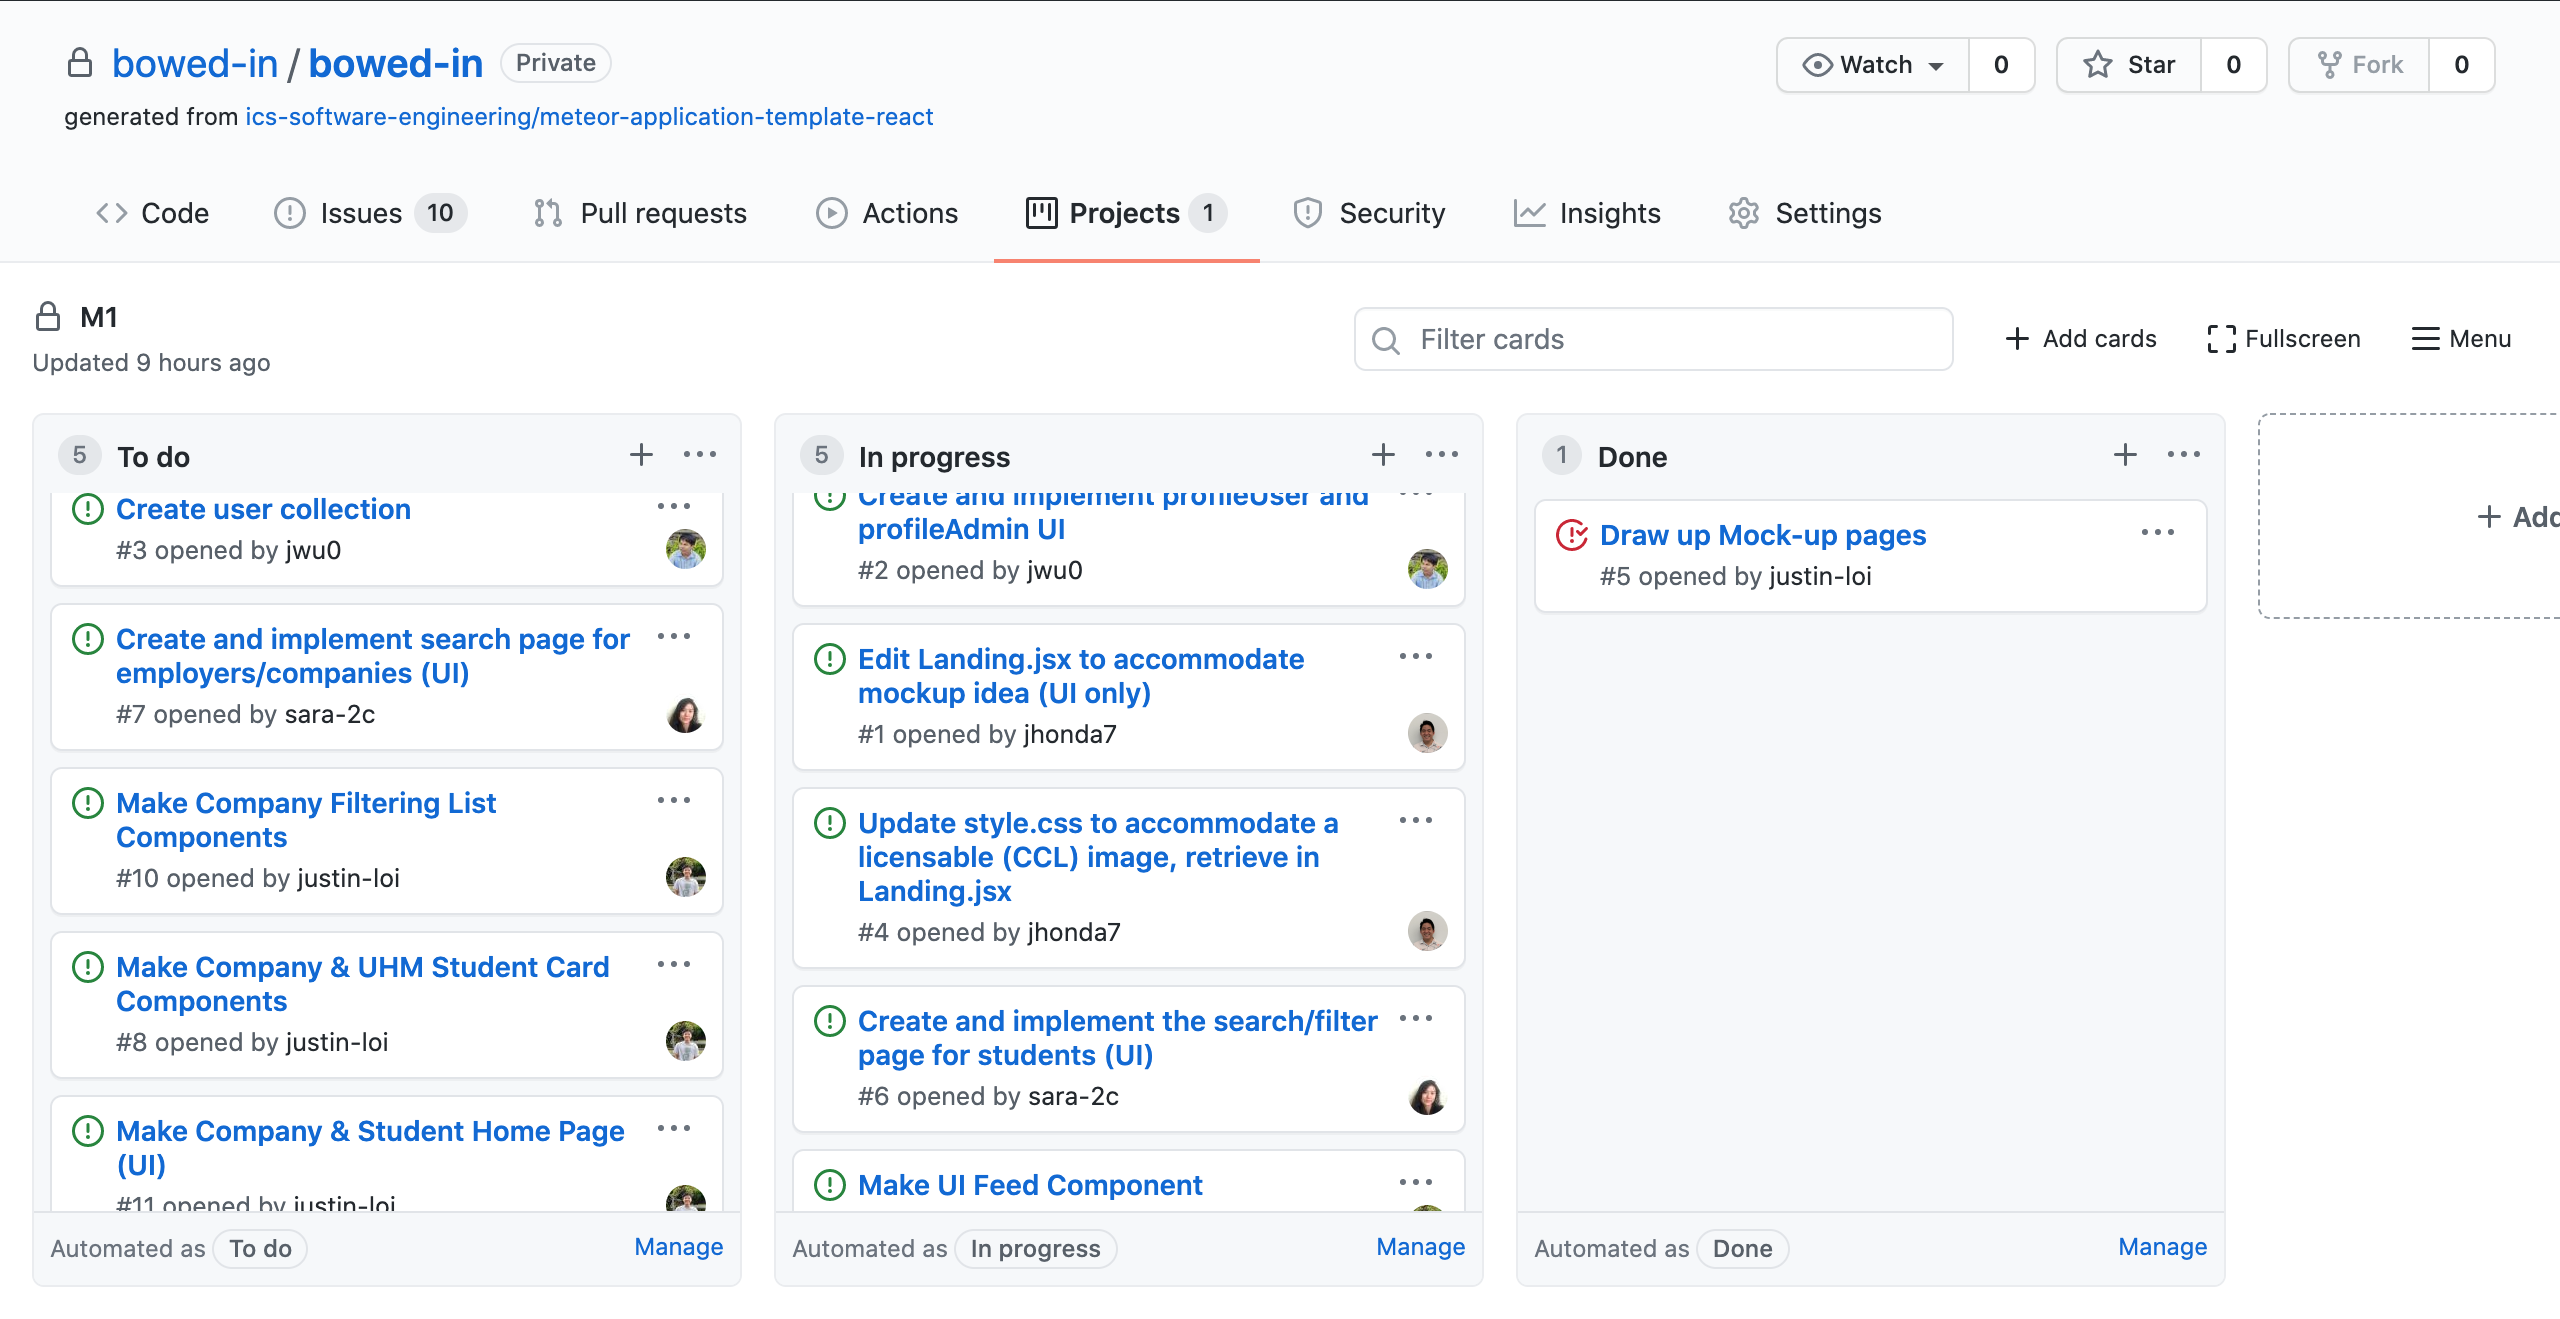 bowed-in / bowed-in Private
Watch 0 Star 0 Fork 0
generated from ics-software-engineering/meteor-application-template-react
Code Issues 10 Pull requests Actions Projects 1 Security Insights Settings
M1
Updated 9 hours ago
Filter cards
+ Add cards Fullscreen Menu
5 To do
Create user collection
#3 opened by jwu0
Create and implement search page for
employers/companies (UI)
#7 opened by sara-2c
Make Company Filtering List
Components
#10 opened by justin-loi
Make Company & UHM Student Card
Components
#8 opened by justin-loi
Make Company & Student Home Page
(UI)
#11 opened by justin-loi
Automated as To do Manage
5 In progress
Create and implement profileUser and
profileAdmin UI
#2 opened by jwu0
Edit Landing.jsx to accommodate
mockup idea (UI only)
#1 opened by jhonda7
Update style.css to accommodate a
licensable (CCL) image, retrieve in
Landing.jsx
#4 opened by jhonda7
Create and implement the search/filter
page for students (UI)
#6 opened by sara-2c
Make UI Feed Component
Automated as In progress Manage
1 Done
Draw up Mock-up pages
#5 opened by justin-loi
Automated as Done Manage
+ Add